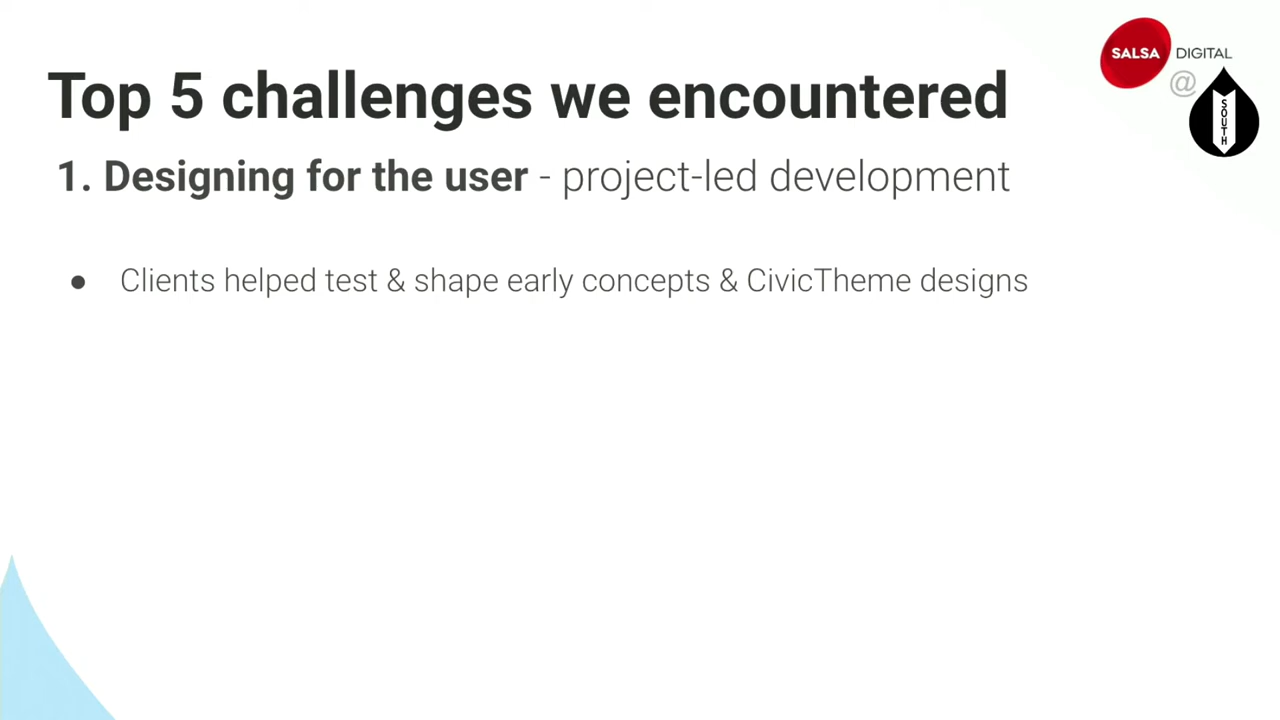 SALSA DIGITAL
@
SOUTH
Top 5 challenges we encountered
1. Designing for the user - project-led development
● Clients helped test & shape early concepts & CivicTheme designs